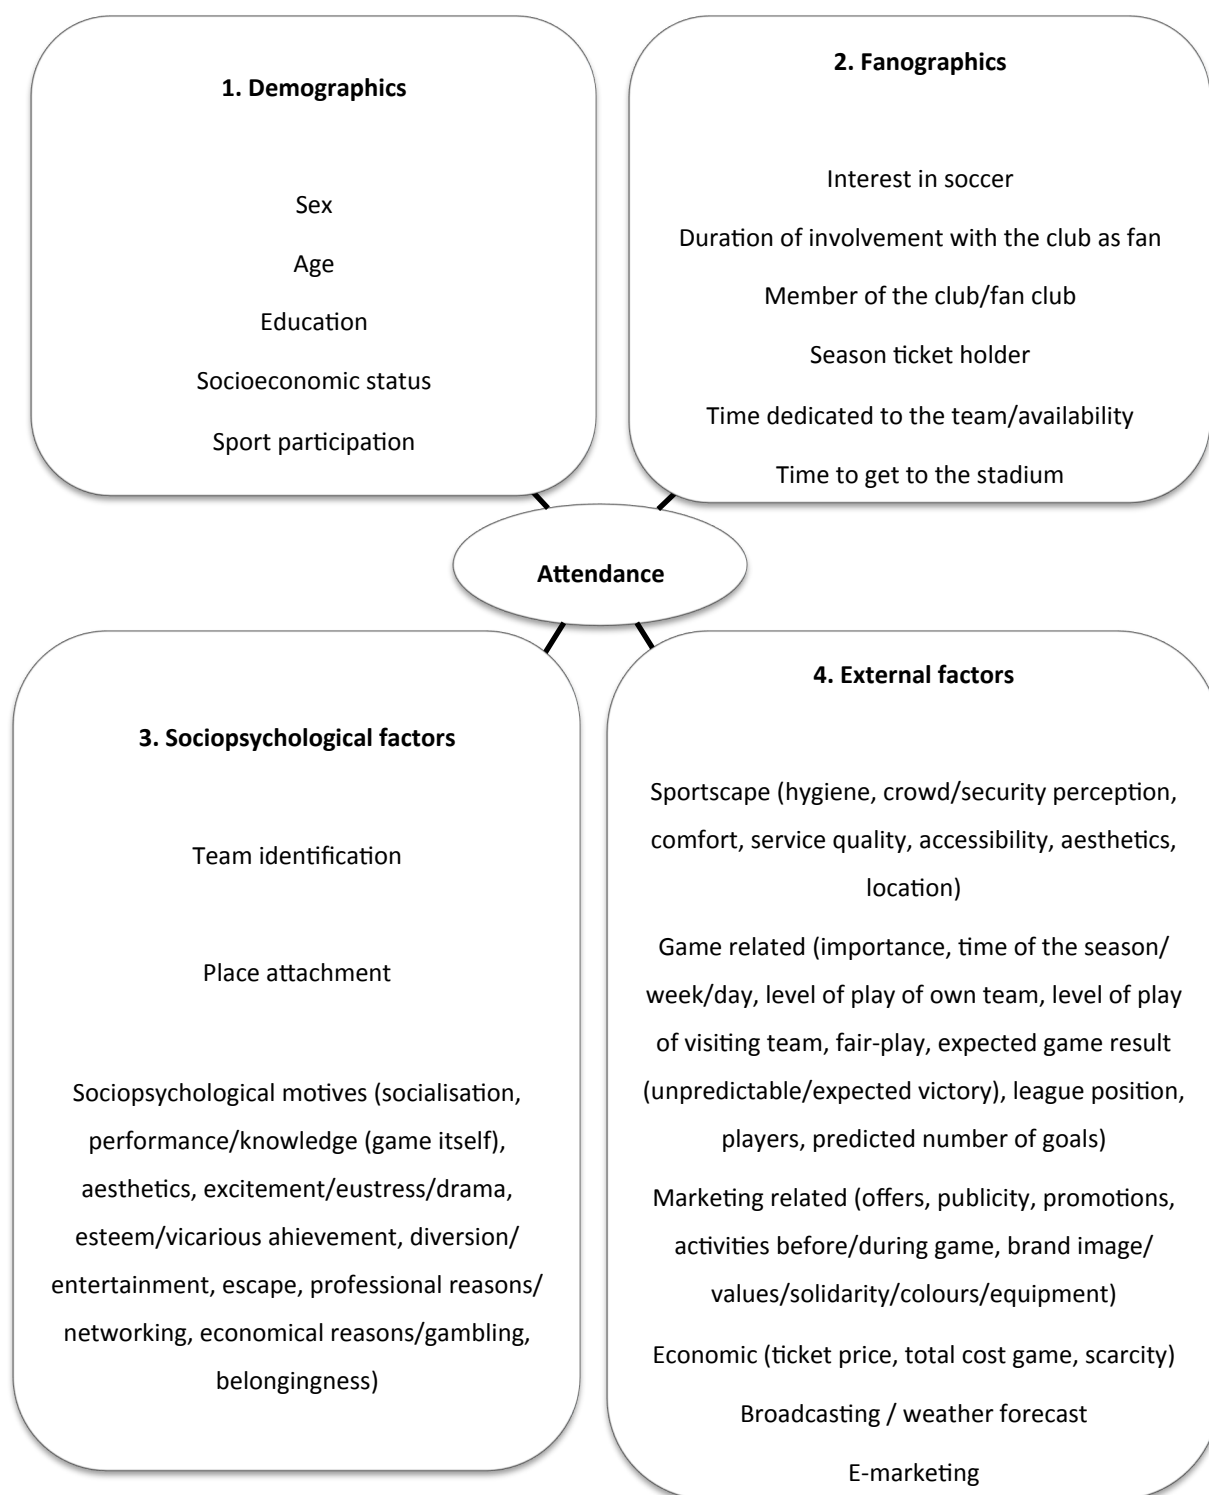 1. Demographics
Sex
Age
Education
Socioeconomic status
Sport participation
2. Fanographics
Interest in soccer
Duration of involvement with the club as fan
Member of the club/fan club
Season ticket holder
Time dedicated to the team/availability
Time to get to the stadium
Attendance
3. Sociopsychological factors
Team identification
Place attachment
Sociopsychological motives (socialisation,
performance/knowledge (game itself),
aesthetics, excitement/eustress/drama,
esteem/vicarious ahievement, diversion/
entertainment, escape, professional reasons/
networking, economical reasons/gambling,
belongingness)
4. External factors
Sportscape (hygiene, crowd/security perception,
comfort, service quality, accessibility, aesthetics,
location)
Game related (importance, time of the season/
week/day, level of play of own team, level of play
of visiting team, fair-play, expected game result
(unpredictable/expected victory), league position,
players, predicted number of goals)
Marketing related (offers, publicity, promotions,
activities before/during game, brand image/
values/solidarity/colours/equipment)
Economic (ticket price, total cost game, scarcity)
Broadcasting / weather forecast
E-marketing